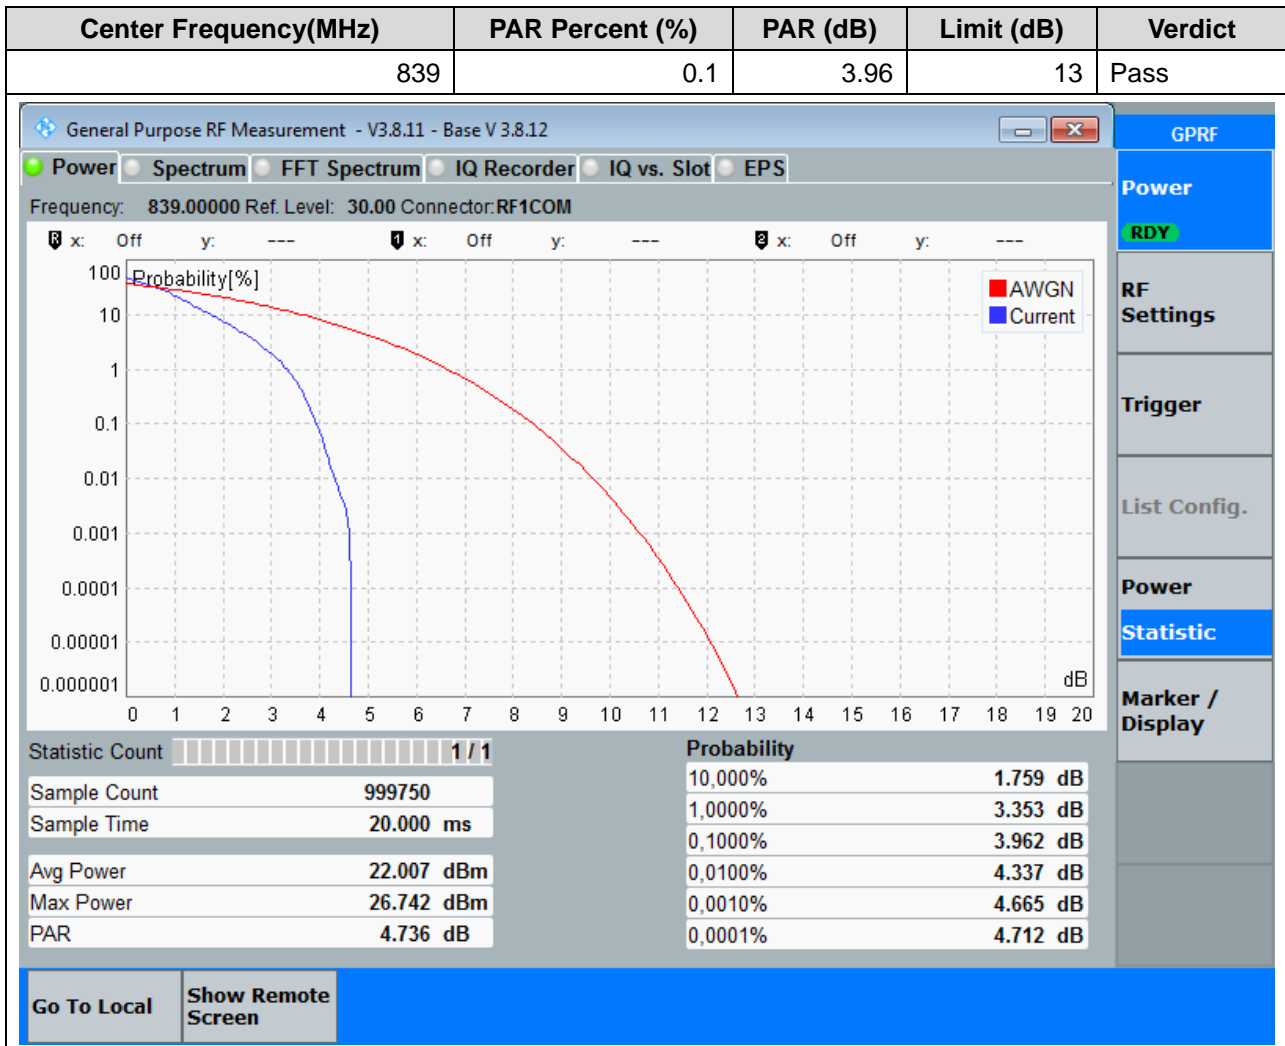 Center Frequency(MHz) PAR Percent (%) PAR (dB) Limit (dB) Verdict
839 0.1 3.96 13 Pass
General Purpose RF Measurement - V3.8.11 - Base V 3.8.12
GPRF
Power Spectrum FFT Spectrum IQ Recorder IQ vs. Slot EPS
Power
RDY
Frequency: 839.00000 Ref. Level: 30.00 Connector: RF1COM
R x: Off y: --- 1 x: Off y: --- 2 x: Off y: ---
Probability[%]
AWGN
Current
100
10
1
0.1
0.01
0.001
0.0001
0.00001
0.000001
dB
0 1 2 3 4 5 6 7 8 9 10 11 12 13 14 15 16 17 18 19 20
RF
Settings
Trigger
List Config.
Power
Statistic
Marker /
Display
Statistic Count 1 / 1
Sample Count 999750
Sample Time 20.000 ms
Avg Power 22.007 dBm
Max Power 26.742 dBm
PAR 4.736 dB
Probability
10,000% 1.759 dB
1,0000% 3.353 dB
0,1000% 3.962 dB
0,0100% 4.337 dB
0,0010% 4.665 dB
0,0001% 4.712 dB
Go To Local
Show Remote
Screen